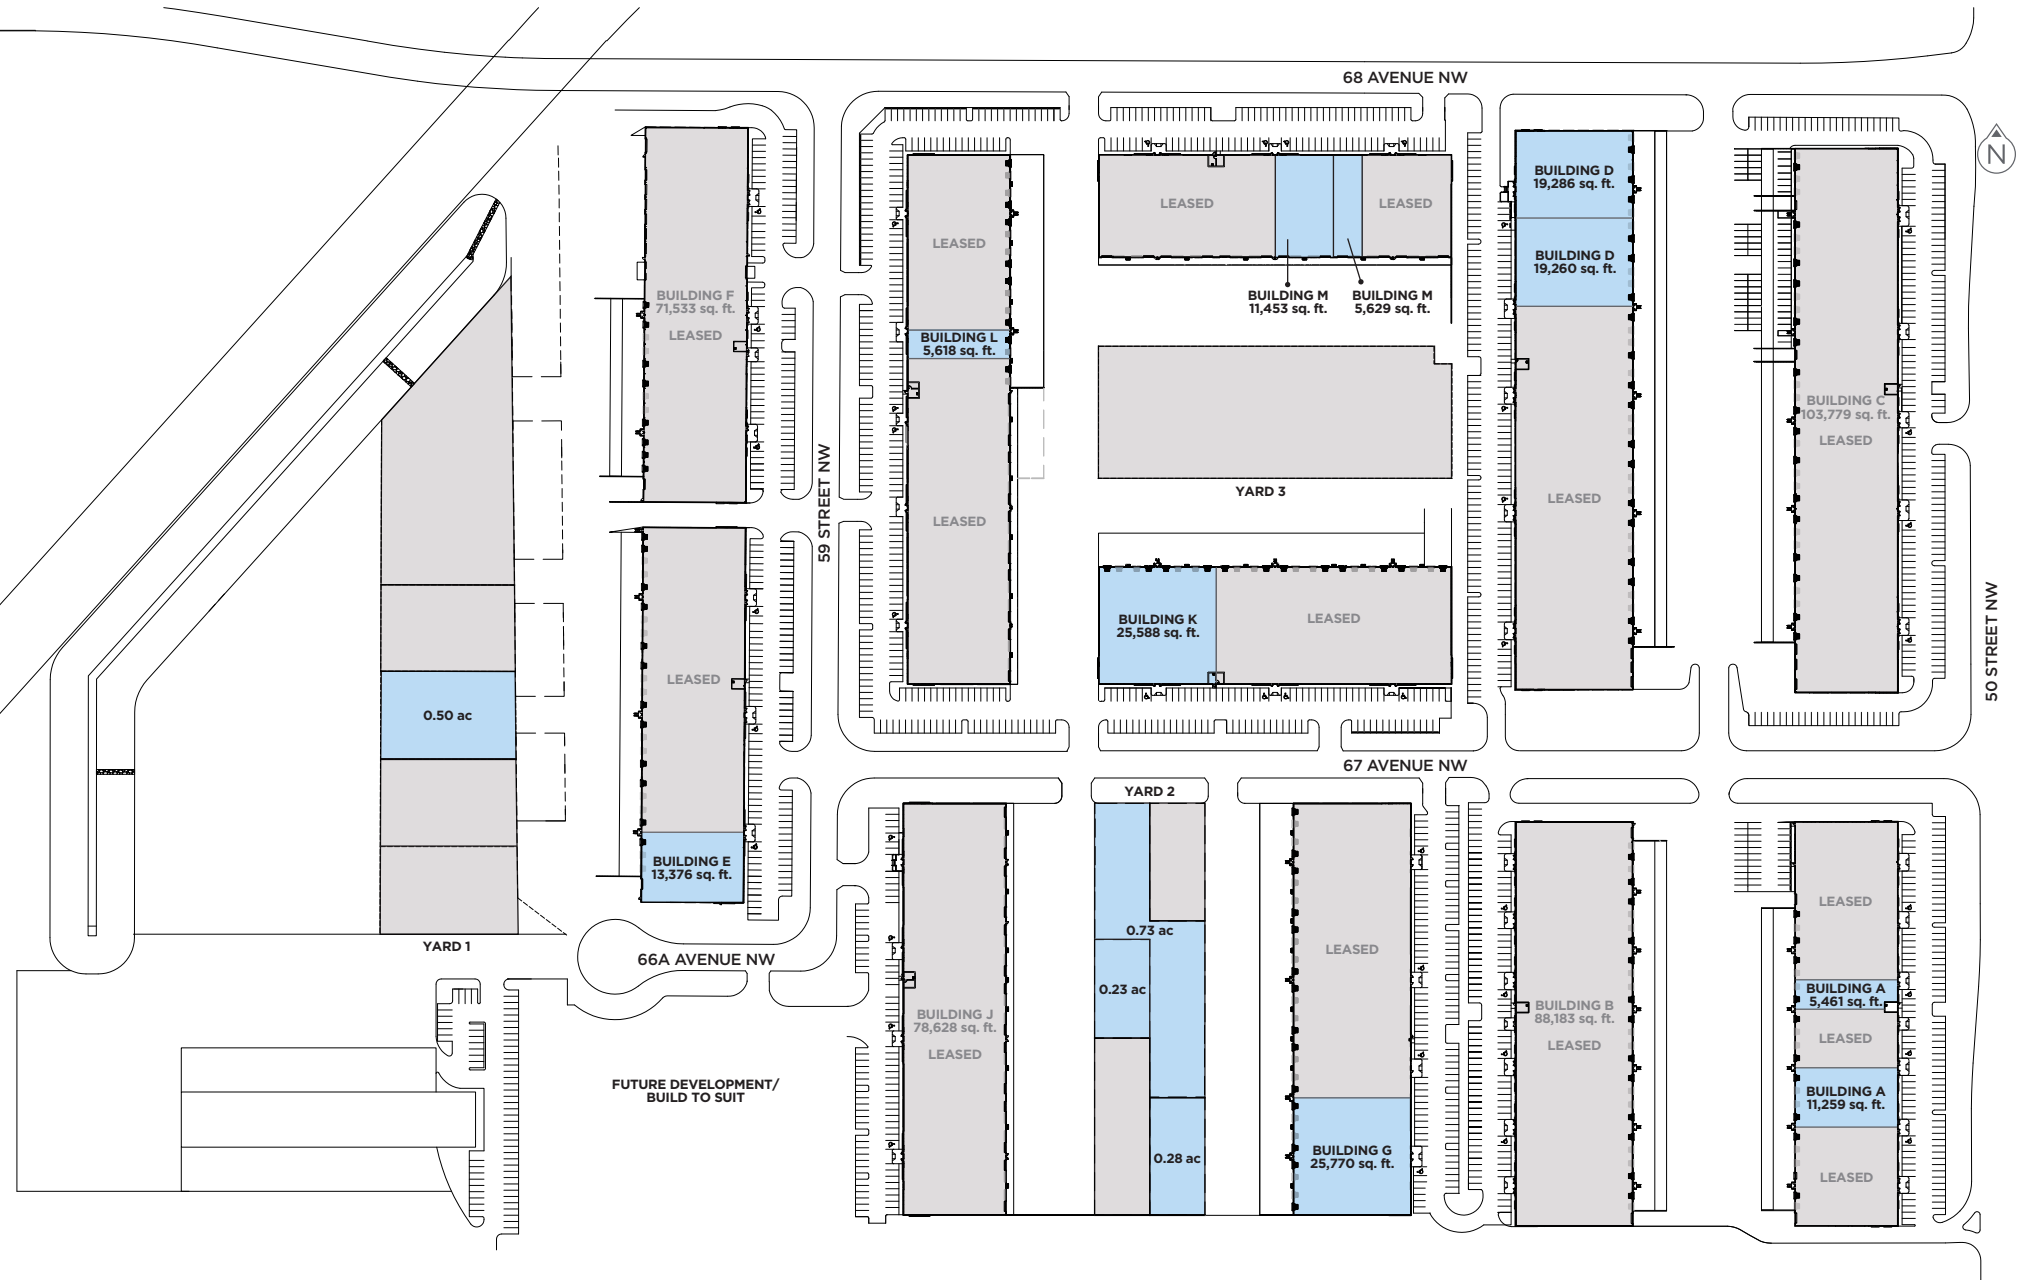 68 AVENUE NW
N
BUILDING D
19,286 sq. ft.
LEASED
LEASED
LEASED
BUILDING D
19,260 sq. ft.
BUILDING F
71,533 sq. ft.
LEASED
BUILDING M
11,453 sq. ft.
BUILDING M
5,629 sq. ft.
BUILDING L
5,618 sq. ft.
BUILDING C
103,779 sq. ft.
LEASED
YARD 3
LEASED
59 STREET NW
LEASED
BUILDING K
25,588 sq. ft.
LEASED
50 STREET NW
LEASED
0.50 ac
67 AVENUE NW
YARD 2
BUILDING E
13,376 sq. ft.
LEASED
0.73 ac
YARD 1
66A AVENUE NW
LEASED
0.23 ac
BUILDING A
5,461 sq. ft.
BUILDING J
78,628 sq. ft.
LEASED
BUILDING B
88,183 sq. ft.
LEASED
LEASED
FUTURE DEVELOPMENT/
BUILD TO SUIT
BUILDING A
11,259 sq. ft.
0.28 ac
BUILDING G
25,770 sq. ft.
LEASED